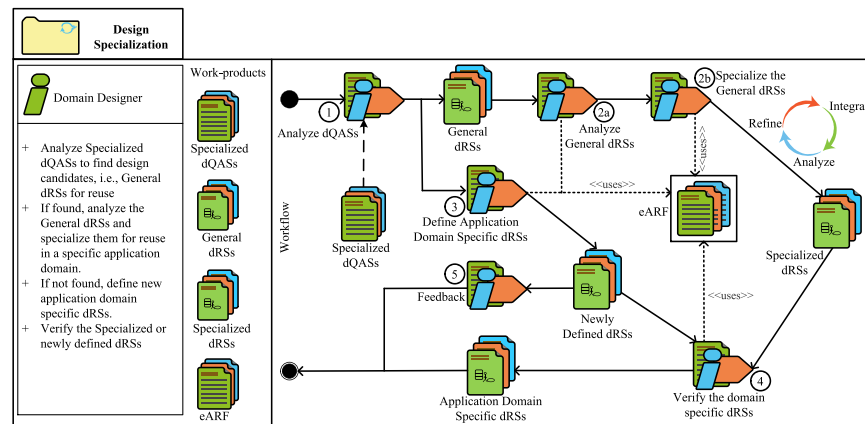 Design
Specialization
Domain Designer
+ Analyze Specialized
dQASs to find design
candidates, i.e., General
dRSs for reuse
+ If found, analyze the
General dRSs and
specialize them for reuse
in a specific application
domain.
+ If not found, define new
application domain
specific dRSs.
+ Verify the Specialized or
newly defined dRSs
Work-products
Specialized
dQASs
General
dRSs
Specialized
dRSs
eARF
Workflow
1
Analyze dQASs
General
dRSs
2a
Analyze
General dRSs
2b
Specialize the
General dRSs
Integra
Refine
Analyze
<<uses>>
Specialized
dQASs
3
Define Application
Domain Specific dRSs
<<uses>>
eARF
Specialized
dRSs
5
Feedback
Newly
Defined dRSs
<<uses>>
Application Domain
Specific dRSs
4
Verify the domain
specific dRSs